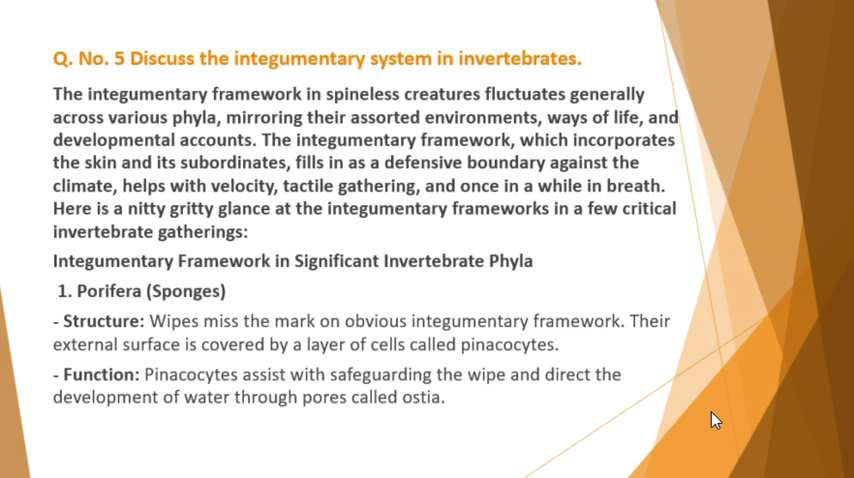 Q. No. 5 Discuss the integumentary system in invertebrates.
The integumentary framework in spineless creatures fluctuates generally
across various phyla, mirroring their assorted environments, ways of life, and
developmental accounts. The integumentary framework, which incorporates
the skin and its subordinates, fills in as a defensive boundary against the
climate, helps with velocity, tactile gathering, and once in a while in breath.
Here is a nitty gritty glance at the integumentary frameworks in a few critical
invertebrate gatherings:
Integumentary Framework in Significant Invertebrate Phyla
1. Porifera (Sponges)
- Structure: Wipes miss the mark on obvious integumentary framework. Their
external surface is covered by a layer of cells called pinacocytes.
- Function: Pinacocytes assist with safeguarding the wipe and direct the
development of water through pores called ostia.